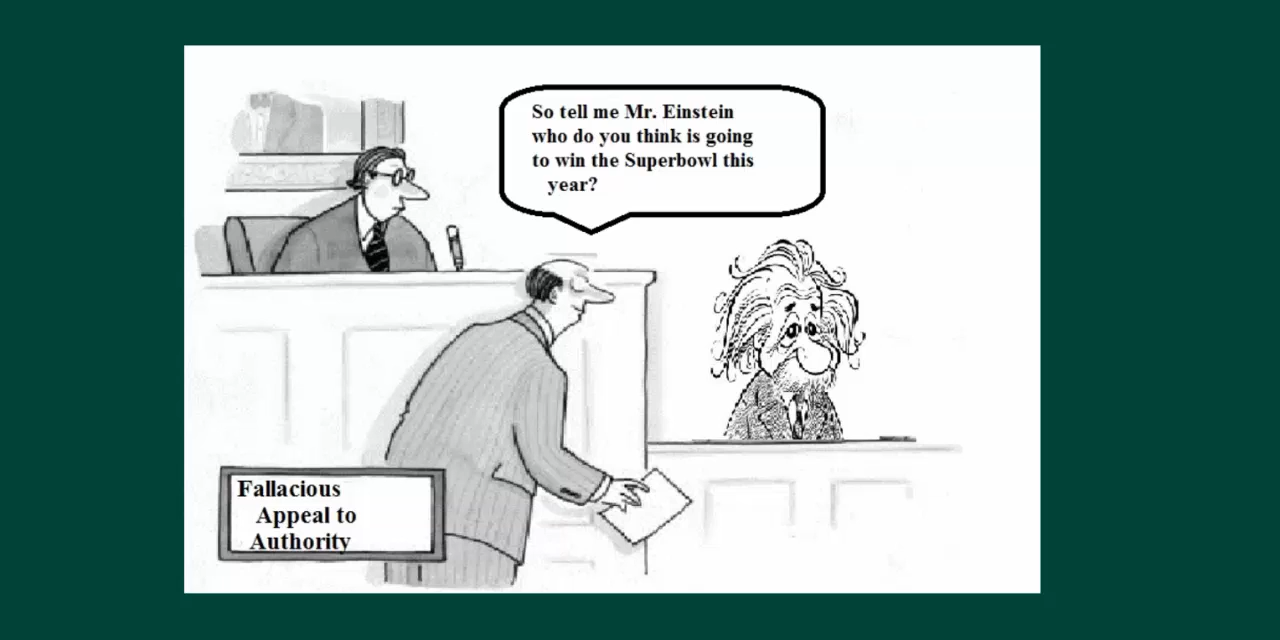 So tell me Mr. Einstein
who do you think is going
to win the Superbowl this
year?
Fallacious
Appeal to
Authority